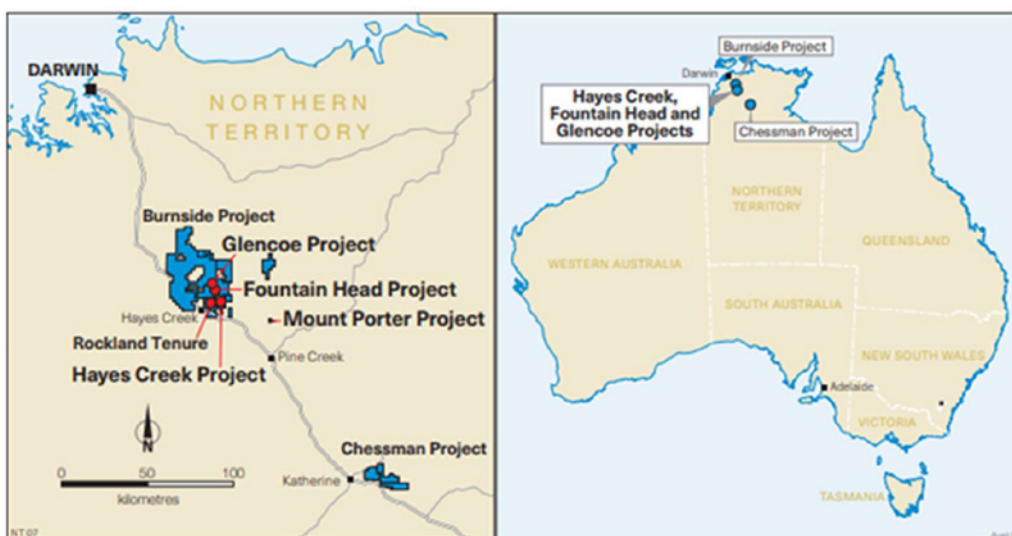 DARWIN
NORTHERN
TERRITORY
Burnside Project
Glencoe Project
Fountain Head Project
Hayes Creek
Mount Porter Project
Rockland Tenure
Pine Creek
Hayes Creek Project
N
Chessman Project
0 50 100
kilometres
Katherine
NT 07
Burnside Project
Darwin
Hayes Creek,
Fountain Head and
Glencoe Projects
Chessman Project
NORTHERN
TERRITORY
QUEENSLAND
WESTERN AUSTRALIA
SOUTH AUSTRALIA
NEW SOUTH WALES
Adelaide
VICTORIA
TASMANIA